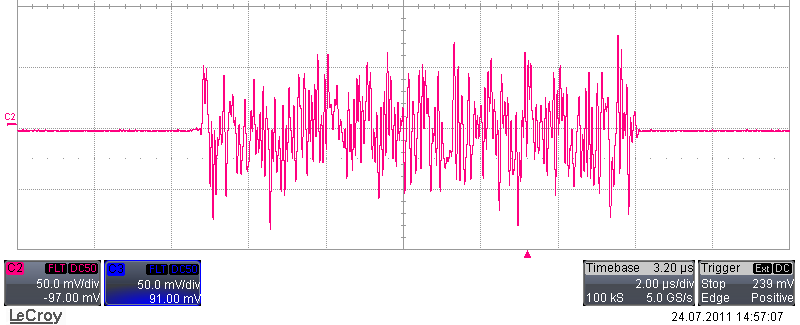 C2
C2 FLT DC50
50.0 mV/div
-97.00 mV
C3 FLT DC50
50.0 mV/div
91.00 mV
Timebase 3.20 µs
2.00 µs/div
100 kS 5.0 GS/s
Trigger Ext DC
Stop 239 mV
Edge Positive
LeCroy
24.07.2011 14:57:07